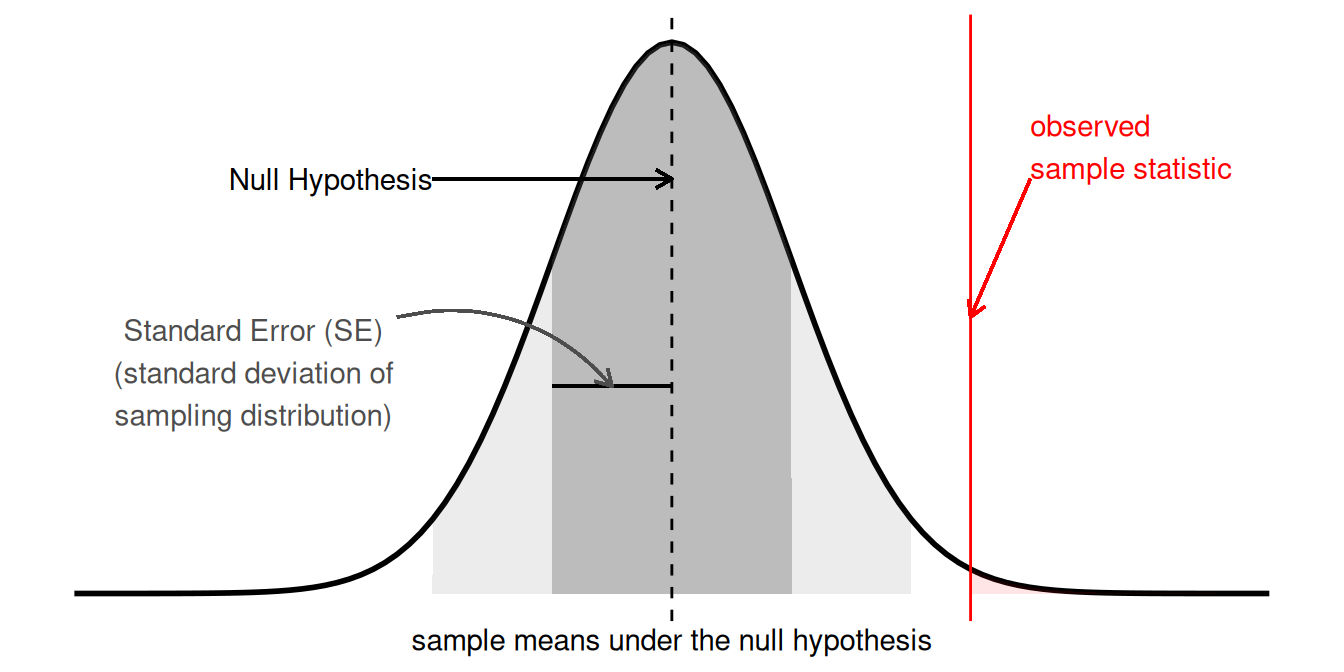 observed
sample statistic
Null Hypothesis
Standard Error (SE)
(standard deviation of
sampling distribution)
sample means under the null hypothesis